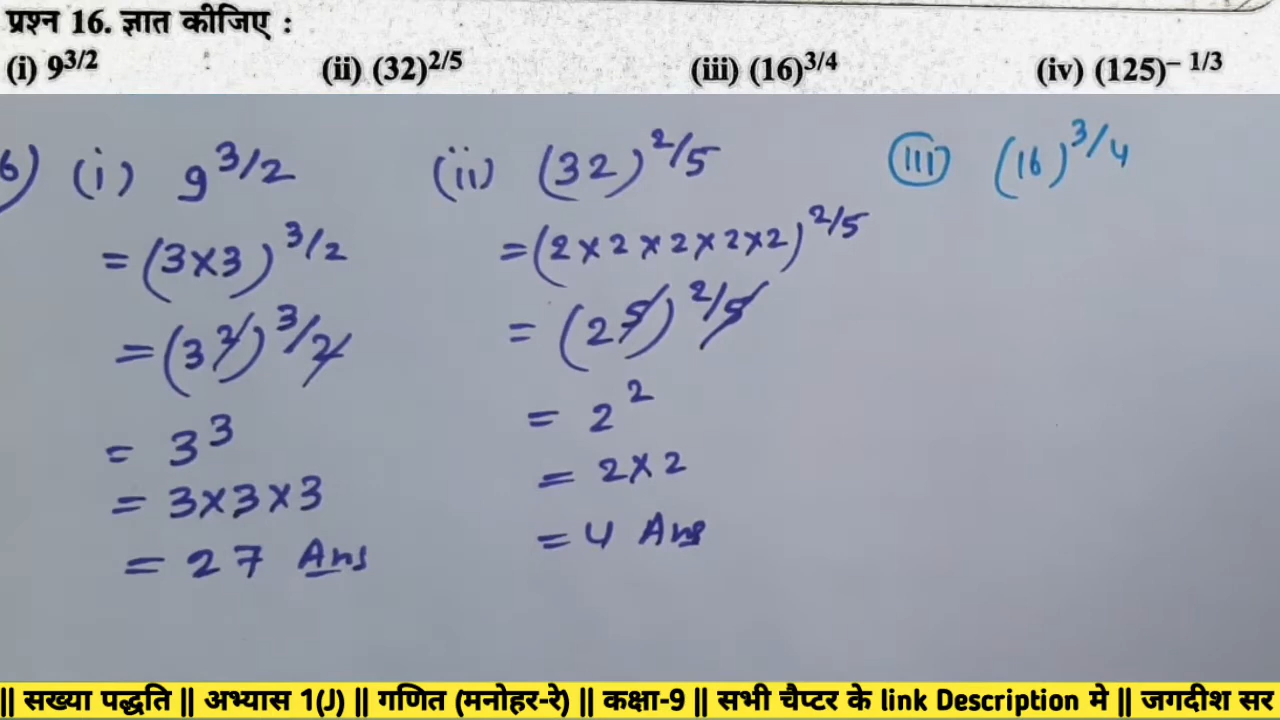 प्रश्न 16. ज्ञात कीजिए :
(i) 9^3/2 (ii) (32)^2/5 (iii) (16)^3/4 (iv) (125)^– 1/3
6) (i) 9^3/2
= (3×3)^3/2
= (3^2)^3/2
= 3^3
= 3×3×3
= 27 Ans
(ii) (32)^2/5
= (2×2×2×2×2)^2/5
= (2^5)^2/5
= 2^2
= 2×2
= 4 Ans
(III) (16)^3/4
|| सख्या पद्धति || अभ्यास 1(J) || गणित (मनोहर-रे) || कक्षा-9 || सभी चैप्टर के link Description मे || जगदीश सर